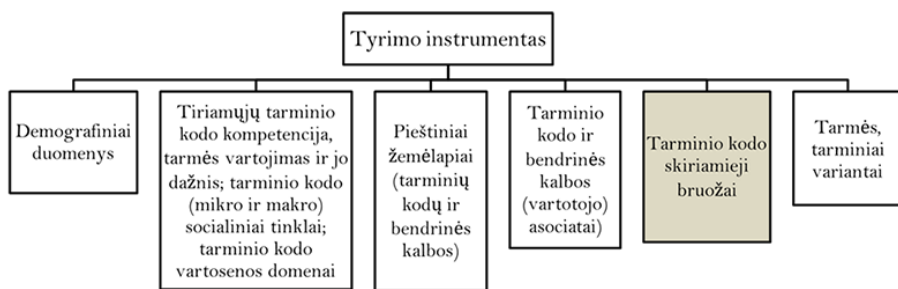 Tyrimo instrumentas
Demografiniai
duomenys
Tiriamųjų tarminio
kodo kompetencija,
tarmės vartojimas ir jo
dažnis; tarminio kodo
(mikro ir makro)
socialiniai tinklai;
tarminio kodo
vartosenos domenai
Pieštiniai
žemėlapiai
(tarminių
kodų ir
bendrinės
kalbos)
Tarminio
kodo ir
bendrinės
kalbos
(vartotojo)
asociatai)
Tarminio kodo
skiriamieji
bruožai
Tarmės,
tarminiai
variantai